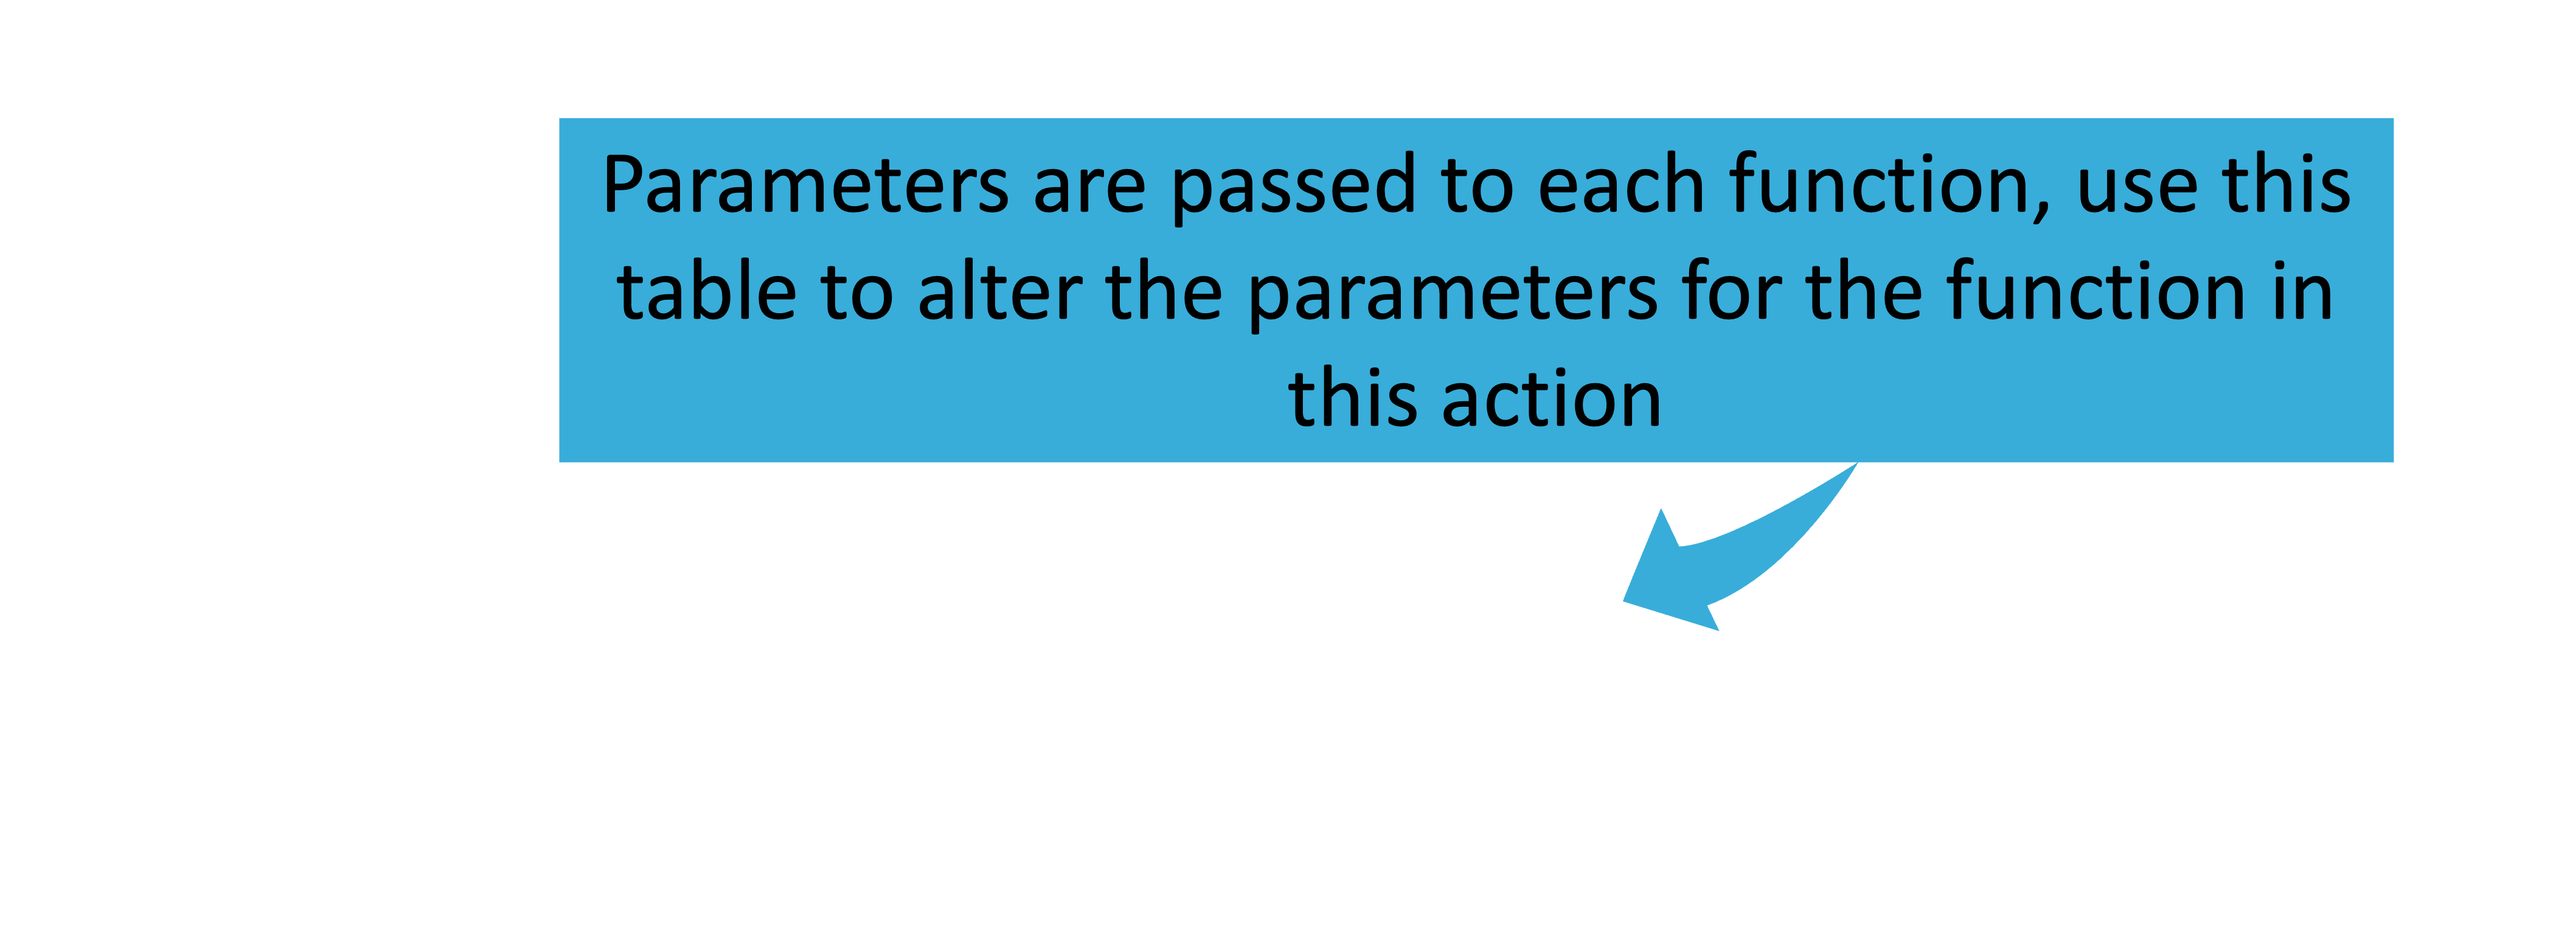 Parameters are passed to each function, use this
table to alter the parameters for the function in
this action